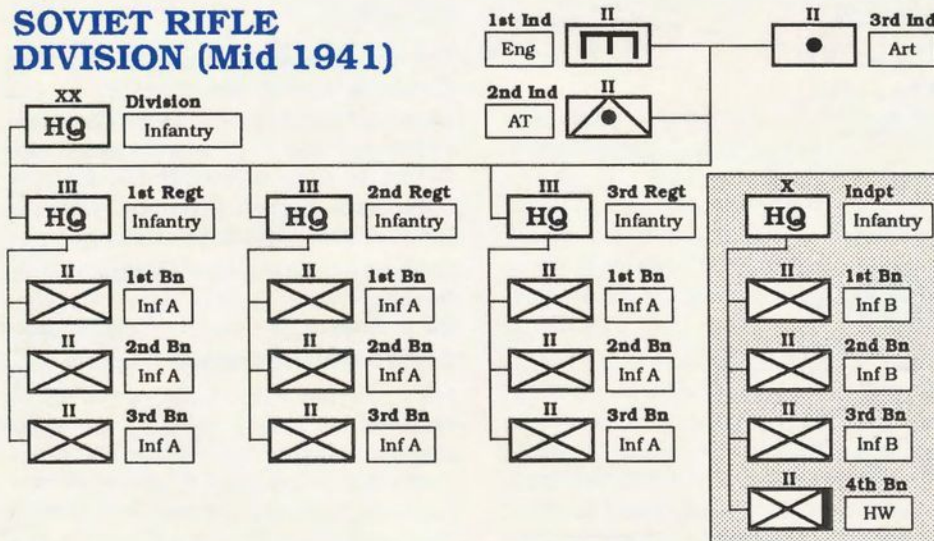 SOVIET RIFLE
DIVISION (Mid 1941)
1st Ind II II 3rd Ind
Eng Art
2nd Ind II
AT
XX Division
HQ Infantry
III 1st Regt III 2nd Regt III 3rd Regt X Indpt
HQ Infantry HQ Infantry HQ Infantry HQ Infantry
II 1st Bn II 1st Bn II 1st Bn II 1st Bn
Inf A Inf A Inf A Inf B
II 2nd Bn II 2nd Bn II 2nd Bn II 2nd Bn
Inf A Inf A Inf A Inf B
II 3rd Bn II 3rd Bn II 3rd Bn II 3rd Bn
Inf A Inf A Inf A Inf B
II 4th Bn
HW